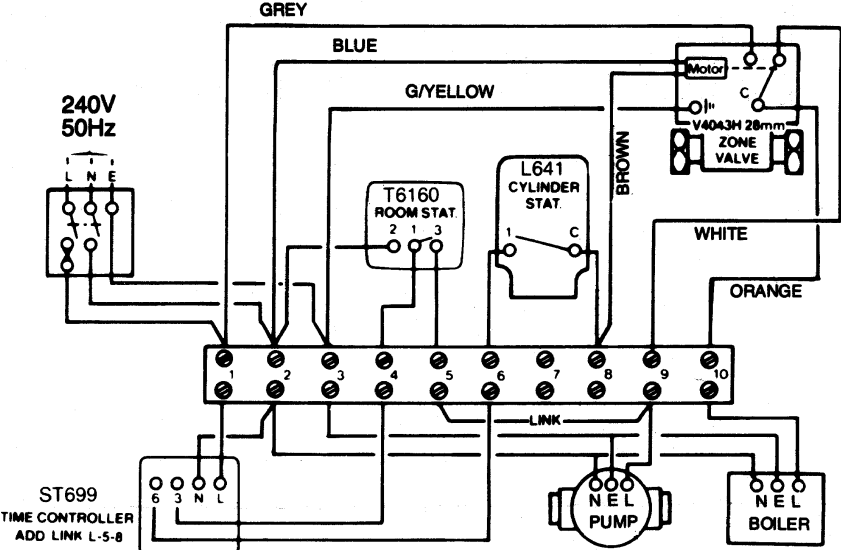 GREY
BLUE
G/YELLOW
240V
50Hz
L N E
Motor
C
V4043H 28mm
ZONE
VALVE
BROWN
T6160
ROOM STAT.
2 1 3
L641
CYLINDER
STAT.
1 C
WHITE
ORANGE
1 2 3 4 5 6 7 8 9 10
LINK
ST699
TIME CONTROLLER
ADD LINK L-5-8
6 3 N L
N E L
PUMP
N E L
BOILER